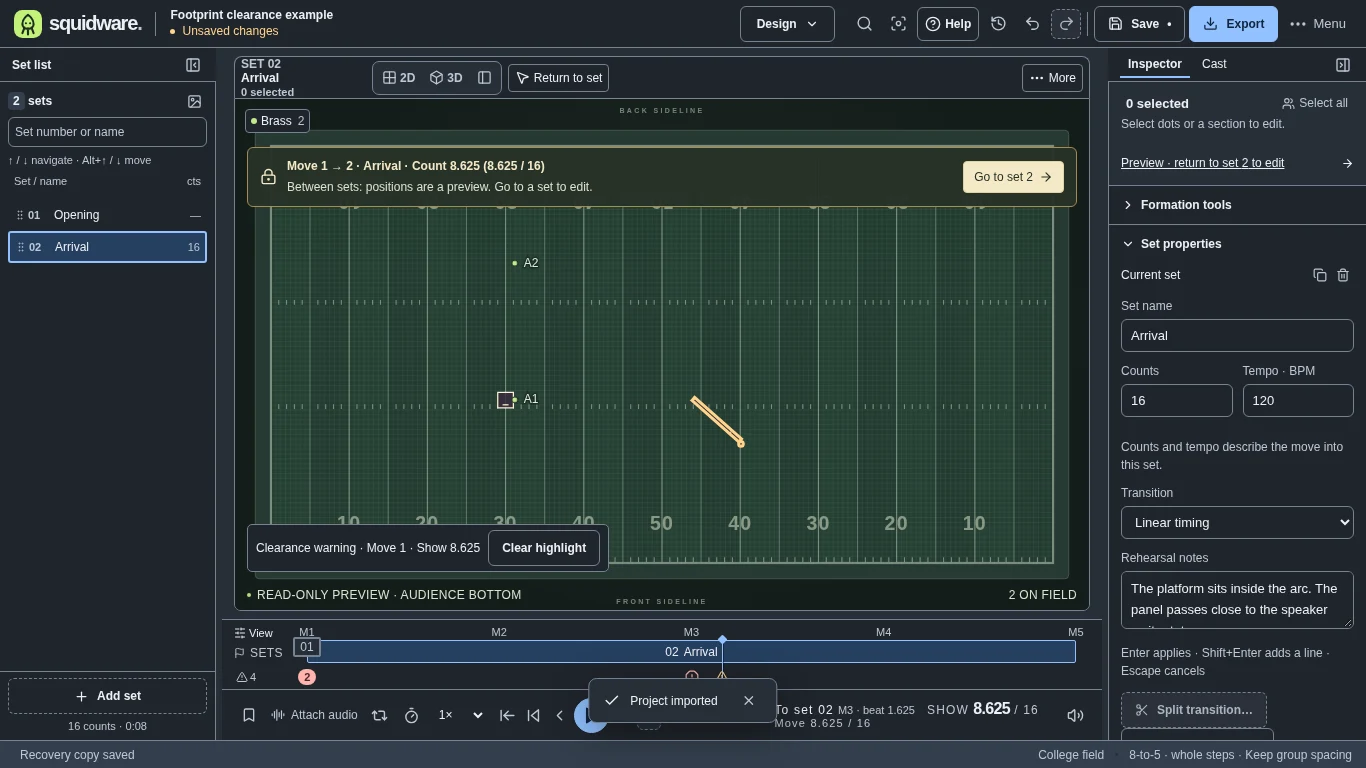 squidware.
Footprint clearance example
Unsaved changes
Design
Help
Save •
Export
Menu
Set list
2 sets
Set number or name
↑ / ↓ navigate · Alt+↑ / ↓ move
Set / name cts
01 Opening —
02 Arrival 16
Add set
16 counts · 0:08
SET 02
Arrival
0 selected
2D
3D
Return to set
More
BACK SIDELINE
Brass 2
Move 1 → 2 · Arrival · Count 8.625 (8.625 / 16)
Between sets: positions are a preview. Go to a set to edit.
Go to set 2
A2
A1
10 20 30 40 50 40 30 20 10
Clearance warning · Move 1 · Show 8.625
Clear highlight
READ-ONLY PREVIEW · AUDIENCE BOTTOM
FRONT SIDELINE
2 ON FIELD
View
M1 M2 M3 M4 M5
SETS
01
02 Arrival
4
2
Attach audio
1×
Project imported
To set 02 M3 · beat 1.625
Move 8.625 / 16
SHOW 8.625 / 16
Inspector
Cast
0 selected
Select all
Select dots or a section to edit.
Preview · return to set 2 to edit
Formation tools
Set properties
Current set
Set name
Arrival
Counts
Tempo · BPM
16
120
Counts and tempo describe the move into
this set.
Transition
Linear timing
Rehearsal notes
The platform sits inside the arc. The
panel passes close to the speaker
Enter applies · Shift+Enter adds a line ·
Escape cancels
Split transition…
Recovery copy saved
College field · 8-to-5 · whole steps · Keep group spacing